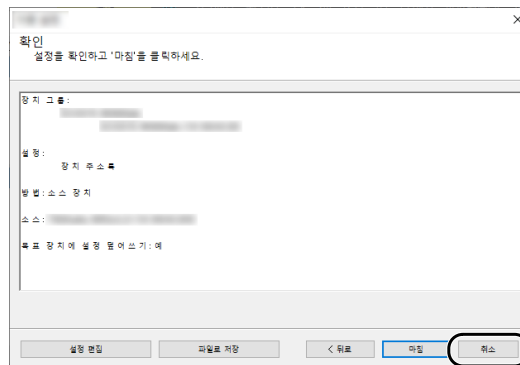 확인
설정을 확인하고 '마침'을 클릭하세요.
장치 그룹:
설정:
장치 주소록
방법:소스 장치
소스:
목표 장치에 설정 덮어쓰기:예
설정 편집
파일로 저장
< 뒤로
마침
취소